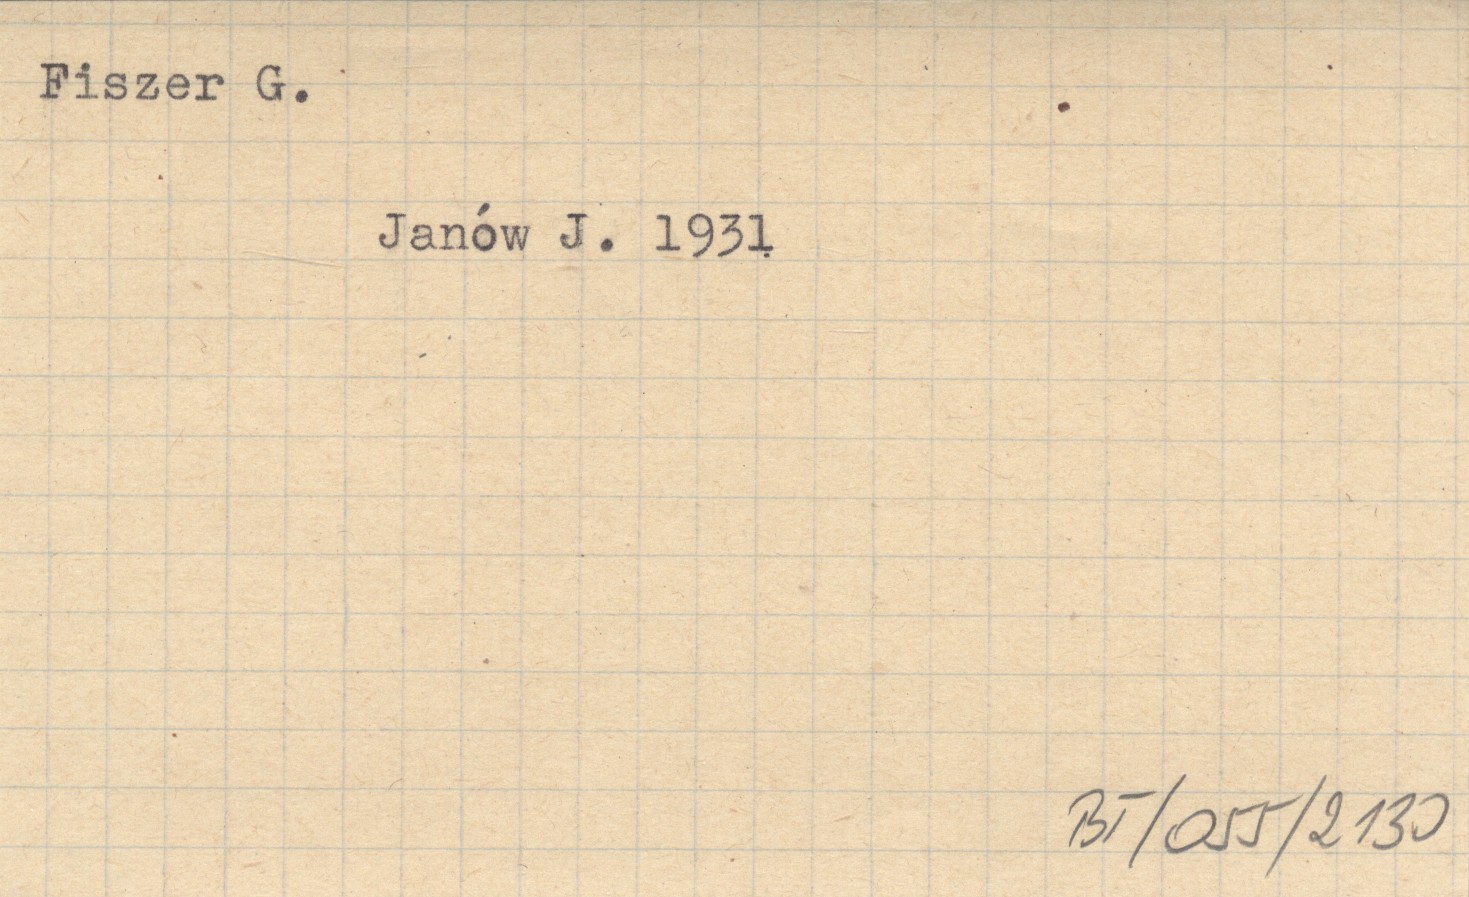 Fiszer G.
Janów J. 1931
BT/055/2130